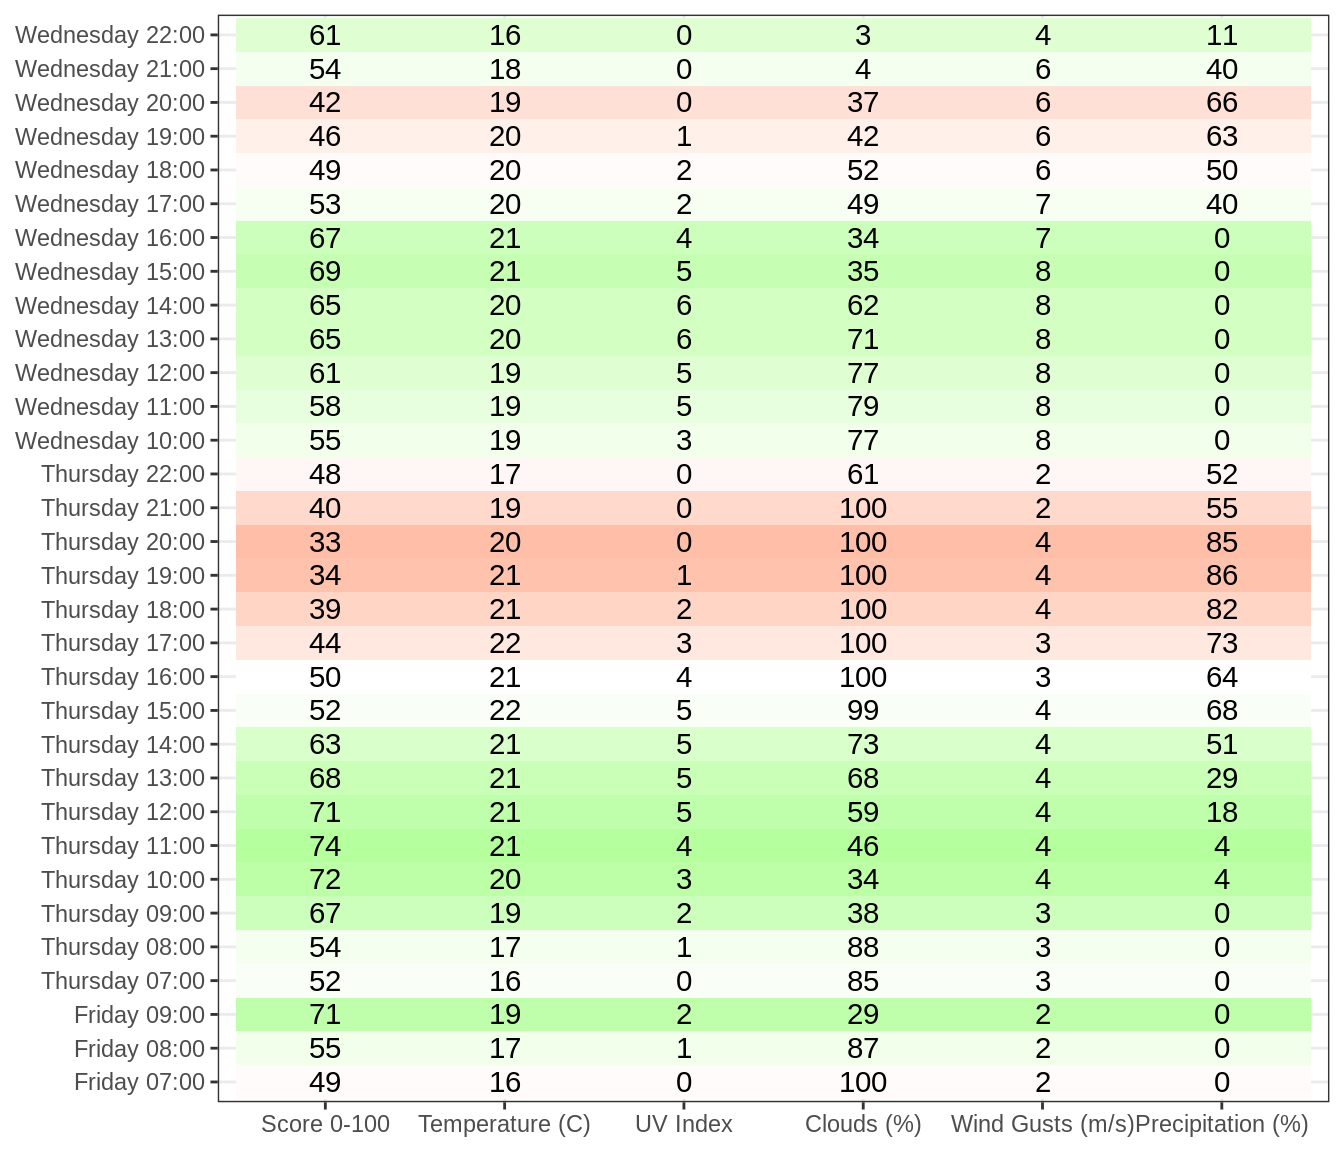 Wednesday 22:00 61 16 0 3 4 11
Wednesday 21:00 54 18 0 4 6 40
Wednesday 20:00 42 19 0 37 6 66
Wednesday 19:00 46 20 1 42 6 63
Wednesday 18:00 49 20 2 52 6 50
Wednesday 17:00 53 20 2 49 7 40
Wednesday 16:00 67 21 4 34 7 0
Wednesday 15:00 69 21 5 35 8 0
Wednesday 14:00 65 20 6 62 8 0
Wednesday 13:00 65 20 6 71 8 0
Wednesday 12:00 61 19 5 77 8 0
Wednesday 11:00 58 19 5 79 8 0
Wednesday 10:00 55 19 3 77 8 0
Thursday 22:00 48 17 0 61 2 52
Thursday 21:00 40 19 0 100 2 55
Thursday 20:00 33 20 0 100 4 85
Thursday 19:00 34 21 1 100 4 86
Thursday 18:00 39 21 2 100 4 82
Thursday 17:00 44 22 3 100 3 73
Thursday 16:00 50 21 4 100 3 64
Thursday 15:00 52 22 5 99 4 68
Thursday 14:00 63 21 5 73 4 51
Thursday 13:00 68 21 5 68 4 29
Thursday 12:00 71 21 5 59 4 18
Thursday 11:00 74 21 4 46 4 4
Thursday 10:00 72 20 3 34 4 4
Thursday 09:00 67 19 2 38 3 0
Thursday 08:00 54 17 1 88 3 0
Thursday 07:00 52 16 0 85 3 0
Friday 09:00 71 19 2 29 2 0
Friday 08:00 55 17 1 87 2 0
Friday 07:00 49 16 0 100 2 0
Score 0-100 Temperature (C) UV Index Clouds (%) Wind Gusts (m/s) Precipitation (%)